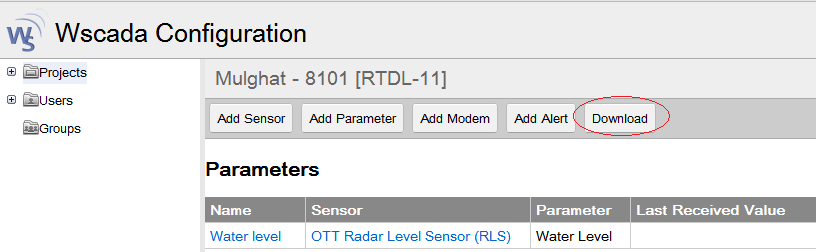 WS Wscada Configuration
Projects
Users
Groups
Mulghat - 8101 [RTDL-11]
Add Sensor Add Parameter Add Modem Add Alert Download
Parameters
Name Sensor Parameter Last Received Value
Water level OTT Radar Level Sensor (RLS) Water Level